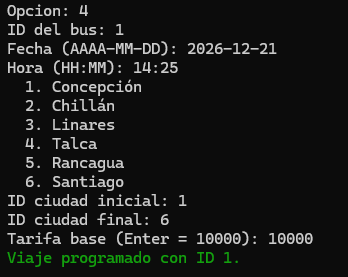 Opcion: 4
ID del bus: 1
Fecha (AAAA-MM-DD): 2026-12-21
Hora (HH:MM): 14:25
1. Concepción
2. Chillán
3. Linares
4. Talca
5. Rancagua
6. Santiago
ID ciudad inicial: 1
ID ciudad final: 6
Tarifa base (Enter = 10000): 10000
Viaje programado con ID 1.